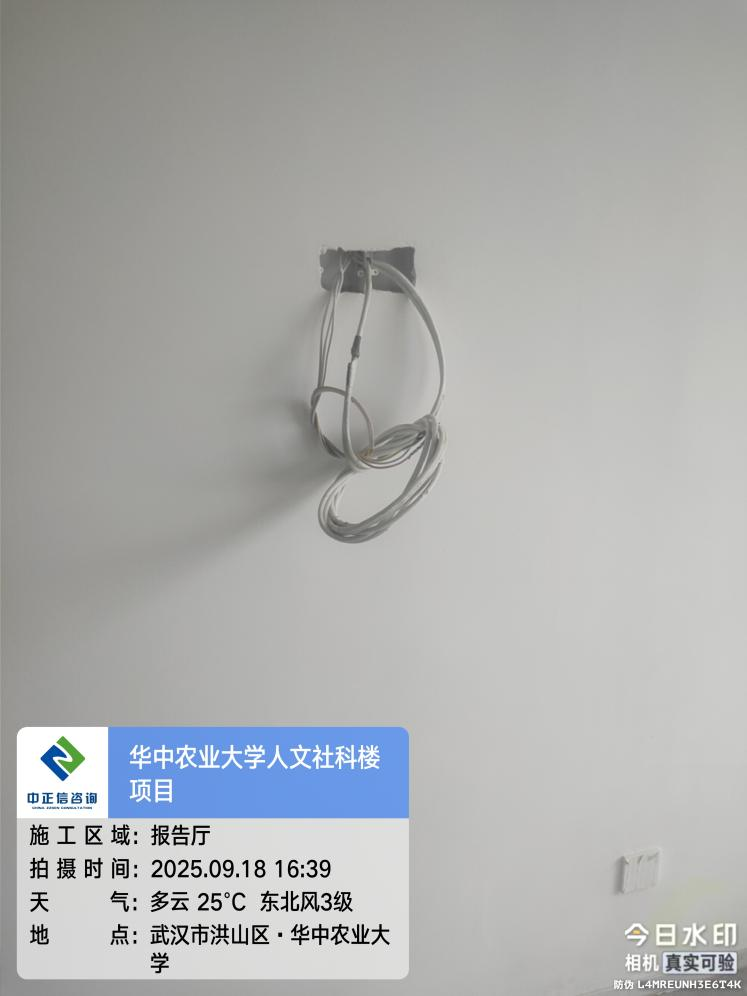 华中农业大学人文社科楼
项目
中正信咨询
施工区域：报告厅
拍摄时间：2025.09.18 16:39
天气：多云 25°C 东北风3级
地点：武汉市洪山区·华中农业大
学
今日水印
相机 真实可验
防伪 L4MREUNH3E6T4K